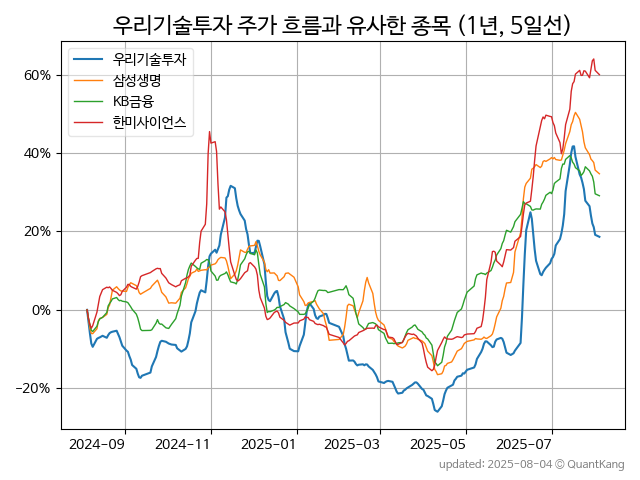 우리기술투자 주가 흐름과 유사한 종목 (1년, 5일선)
우리기술투자
삼성생명
KB금융
한미사이언스
60%
40%
20%
0%
−20%
2024-09 2024-11 2025-01 2025-03 2025-05 2025-07
updated: 2025-08-04 © QuantKang